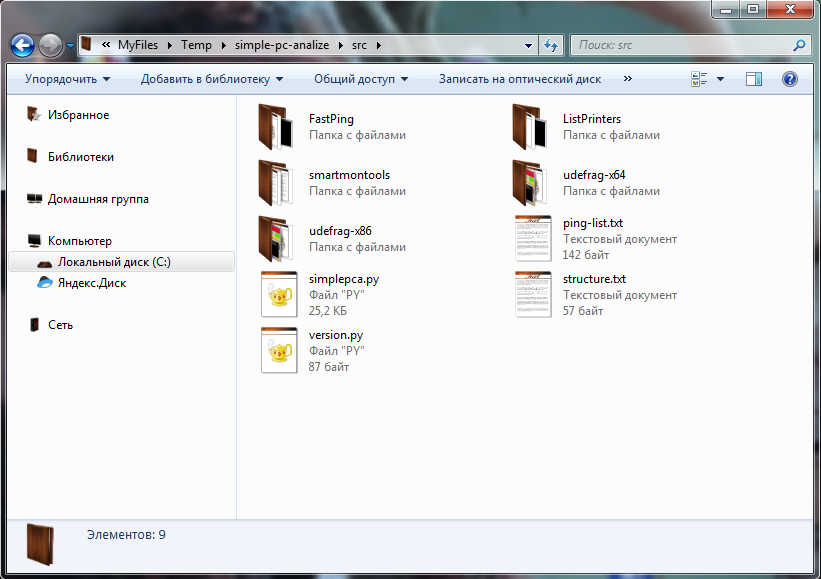 « MyFiles Temp simple-pc-analize src
Поиск: src
Упорядочить Добавить в библиотеку Общий доступ Записать на оптический диск »
Избранное
Библиотеки
Домашняя группа
Компьютер
Локальный диск (C:)
Яндекс.Диск
Сеть
FastPing
Папка с файлами
ListPrinters
Папка с файлами
smartmontools
Папка с файлами
udefrag-x64
Папка с файлами
udefrag-x86
Папка с файлами
ping-list.txt
Текстовый документ
142 байт
simplepca.py
Файл "PY"
25,2 КБ
structure.txt
Текстовый документ
57 байт
version.py
Файл "PY"
87 байт
Элементов: 9